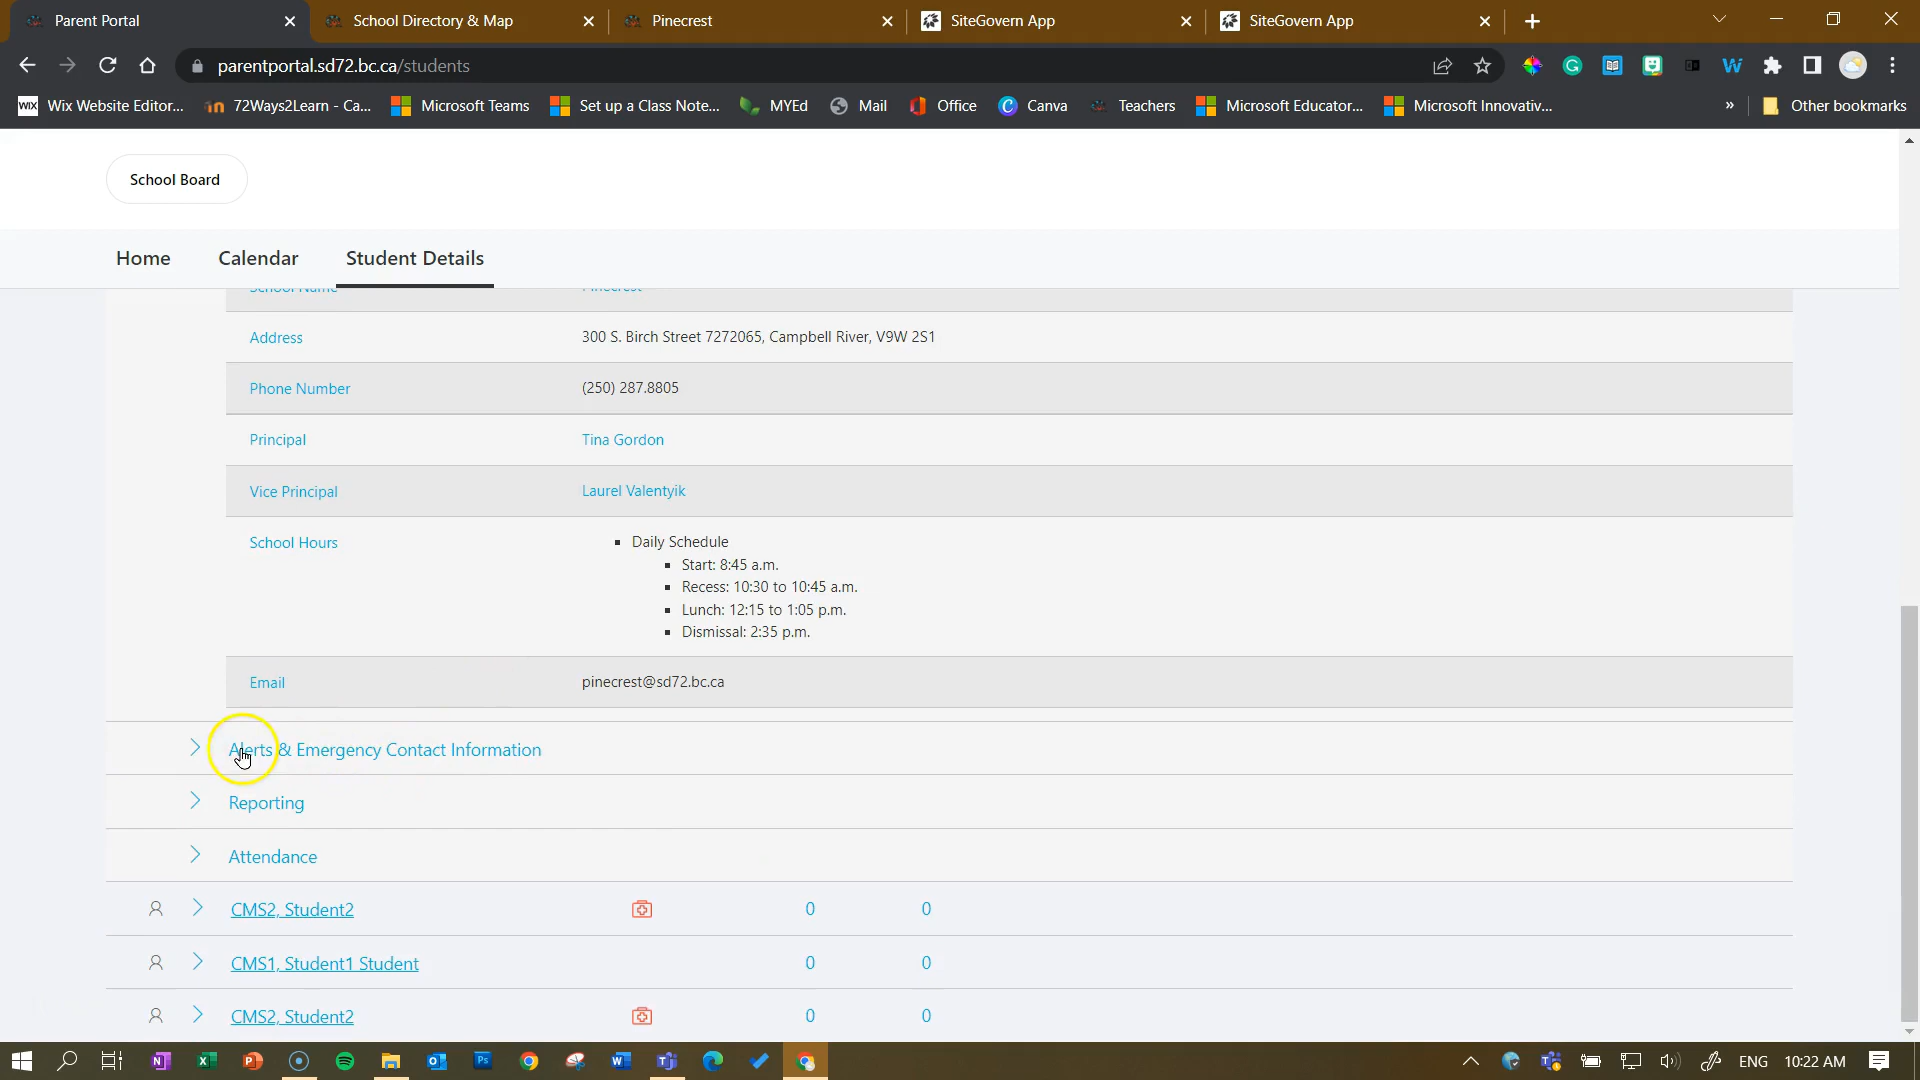 Parent Portal
School Directory & Map
Pinecrest
SiteGovern App
SiteGovern App
parentportal.sd72.bc.ca/students
Wix Website Editor...
72Ways2Learn - Ca...
Microsoft Teams
Set up a Class Note...
MYEd
Mail
Office
Canva
Teachers
Microsoft Educator...
Microsoft Innovativ...
»
Other bookmarks
School Board
Home
Calendar
Student Details
School Name
Pinecrest
Address
300 S. Birch Street 7272065, Campbell River, V9W 2S1
Phone Number
(250) 287.8805
Principal
Tina Gordon
Vice Principal
Laurel Valentyik
School Hours
Daily Schedule
Start: 8:45 a.m.
Recess: 10:30 to 10:45 a.m.
Lunch: 12:15 to 1:05 p.m.
Dismissal: 2:35 p.m.
Email
pinecrest@sd72.bc.ca
Alerts & Emergency Contact Information
Reporting
Attendance
CMS2, Student2
0
0
CMS1, Student1 Student
0
0
CMS2, Student2
0
0
ENG
10:22 AM